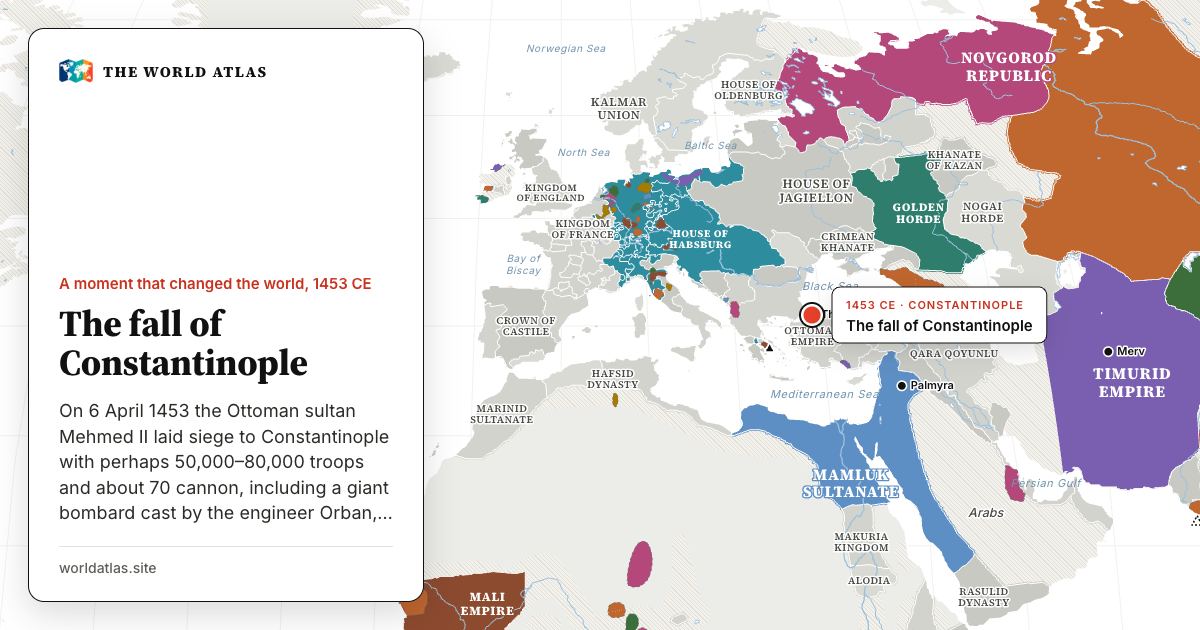 THE WORLD ATLAS
A moment that changed the world, 1453 CE
The fall of
Constantinople
On 6 April 1453 the Ottoman sultan
Mehmed II laid siege to Constantinople
with perhaps 50,000–80,000 troops
and about 70 cannon, including a giant
bombard cast by the engineer Orban,...
worldatlas.site
Norwegian Sea
NOVGOROD
REPUBLIC
HOUSE OF
OLDENBURG
KALMAR
UNION
Baltic Sea
North Sea
KHANATE
OF KAZAN
KINGDOM
OF ENGLAND
HOUSE OF
JAGIELLON
GOLDEN
HORDE
NOGAI
HORDE
KINGDOM
OF FRANCE
HOUSE OF
HABSBURG
CRIMEAN
KHANATE
Bay of
Biscay
Black Sea
1453 CE · CONSTANTINOPLE
The fall of Constantinople
CROWN OF
CASTILE
OTTOMA
EMPIRE
QARA QOYUNLU
Merv
TIMURID
EMPIRE
HAFSID
DYNASTY
Palmyra
Mediterranean Sea
MARINID
SULTANATE
MAMLUK
SULTANATE
Persian Gulf
Arabs
MAKURIA
KINGDOM
ALODIA
RASULID
DYNASTY
MALI
EMPIRE